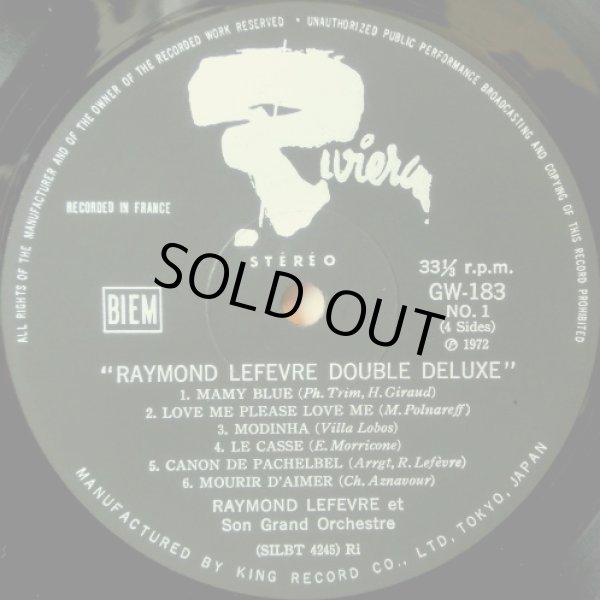 ALL RIGHTS OF THE MANUFACTURER AND OF THE OWNER OF THE RECORDED WORK RESERVED • UNAUTHORIZED PUBLIC PERFORMANCE BROADCASTING AND COPYING OF THIS RECORD PROHIBITED
Riviera
RECORDED IN FRANCE
STÉRÉO
33⅓ r.p.m.
GW-183
NO. 1
(4 Sides)
Ⓟ 1972
BIEM
SOLD OUT
"RAYMOND LEFEVRE DOUBLE DELUXE"
1. MAMY BLUE (Ph. Trim, H. Giraud)
2. LOVE ME PLEASE LOVE ME (M. Polnareff)
3. MODINHA (Villa Lobos)
4. LE CASSE (E. Morricone)
5. CANON DE PACHELBEL (Arrgt, R. Lefèvre)
6. MOURIR D'AIMER (Ch. Aznavour)
RAYMOND LEFEVRE et
Son Grand Orchestre
(SILBT 4245) Ri
MANUFACTURED BY KING RECORD CO., LTD, TOKYO, JAPAN